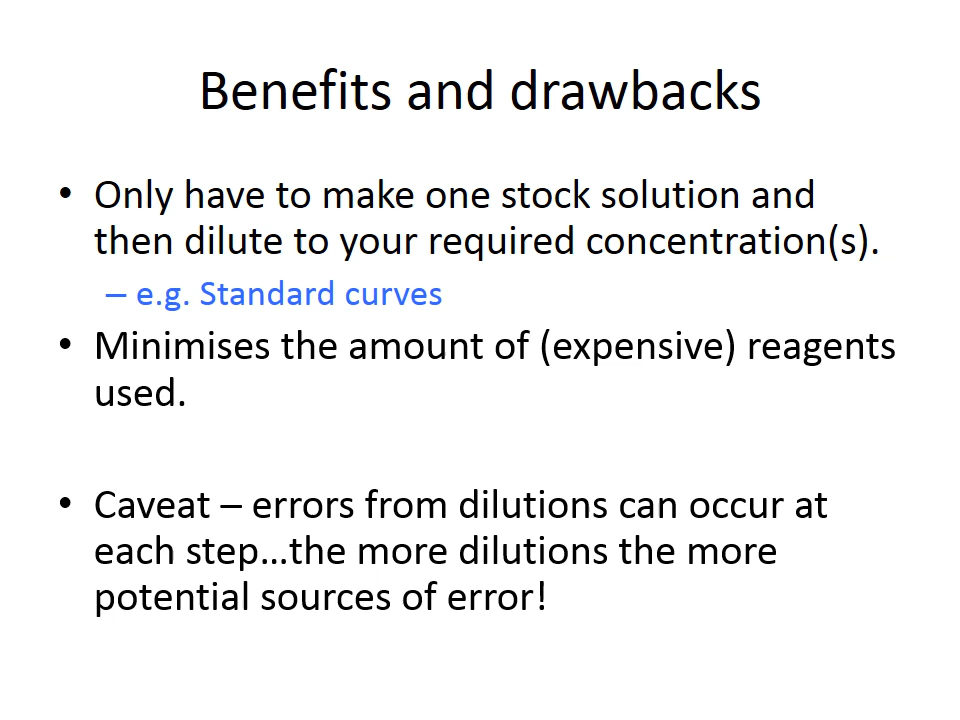 Benefits and drawbacks
• Only have to make one stock solution and
then dilute to your required concentration(s).
– e.g. Standard curves
• Minimises the amount of (expensive) reagents
used.
• Caveat – errors from dilutions can occur at
each step…the more dilutions the more
potential sources of error!